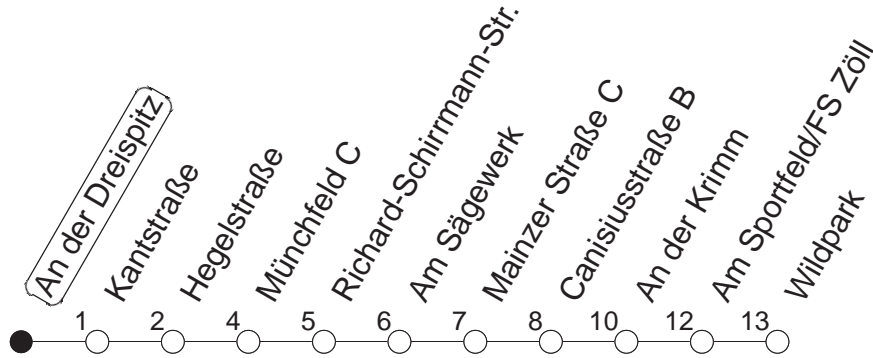 An der Dreispitz
Kantstraße
Hegelstraße
Münchfeld C
Richard-Schirrmann-Str.
Am Sägewerk
Mainzer Straße C
Canisiusstraße B
An der Krimm
Am Sportfeld/FS Zöll
Wildpark
1 2 4 5 6 7 8 10 12 13